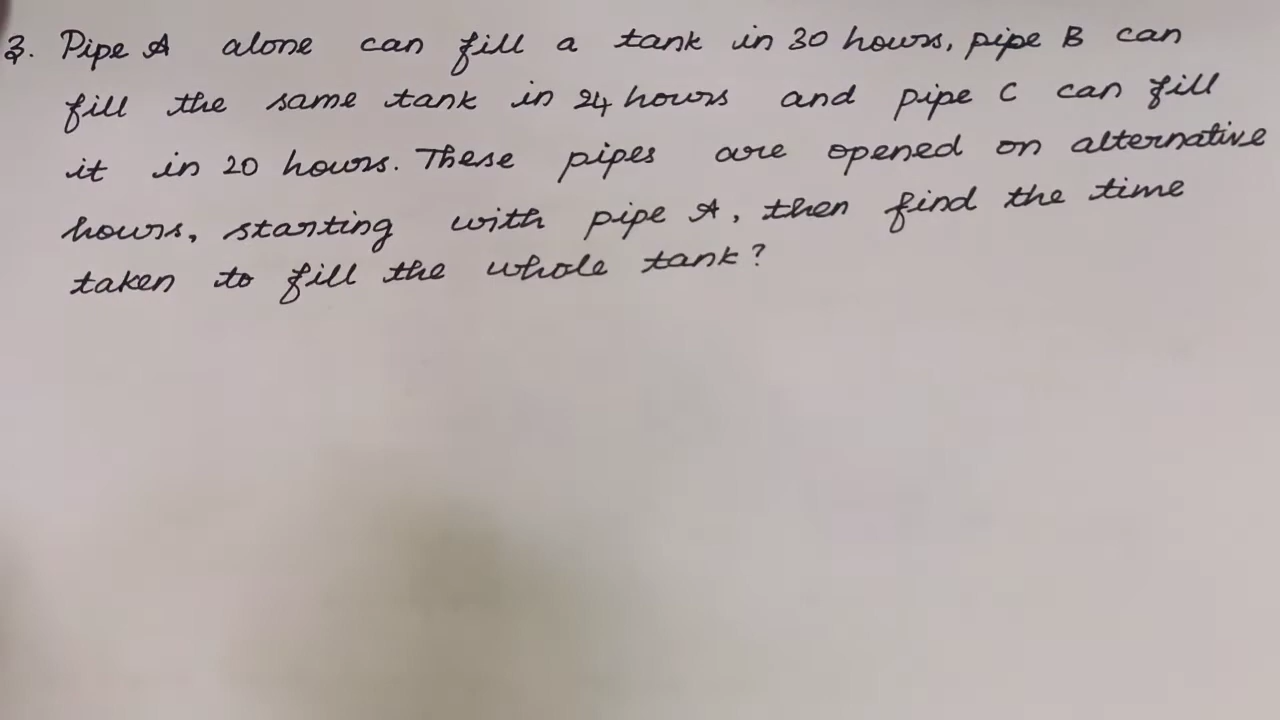 3. Pipe A alone can fill a tank in 30 hours, pipe B can
fill the same tank in 24 hours and pipe C can fill
it in 20 hours. These pipes are opened on alternative
hours, starting with pipe A, then find the time
taken to fill the whole tank?